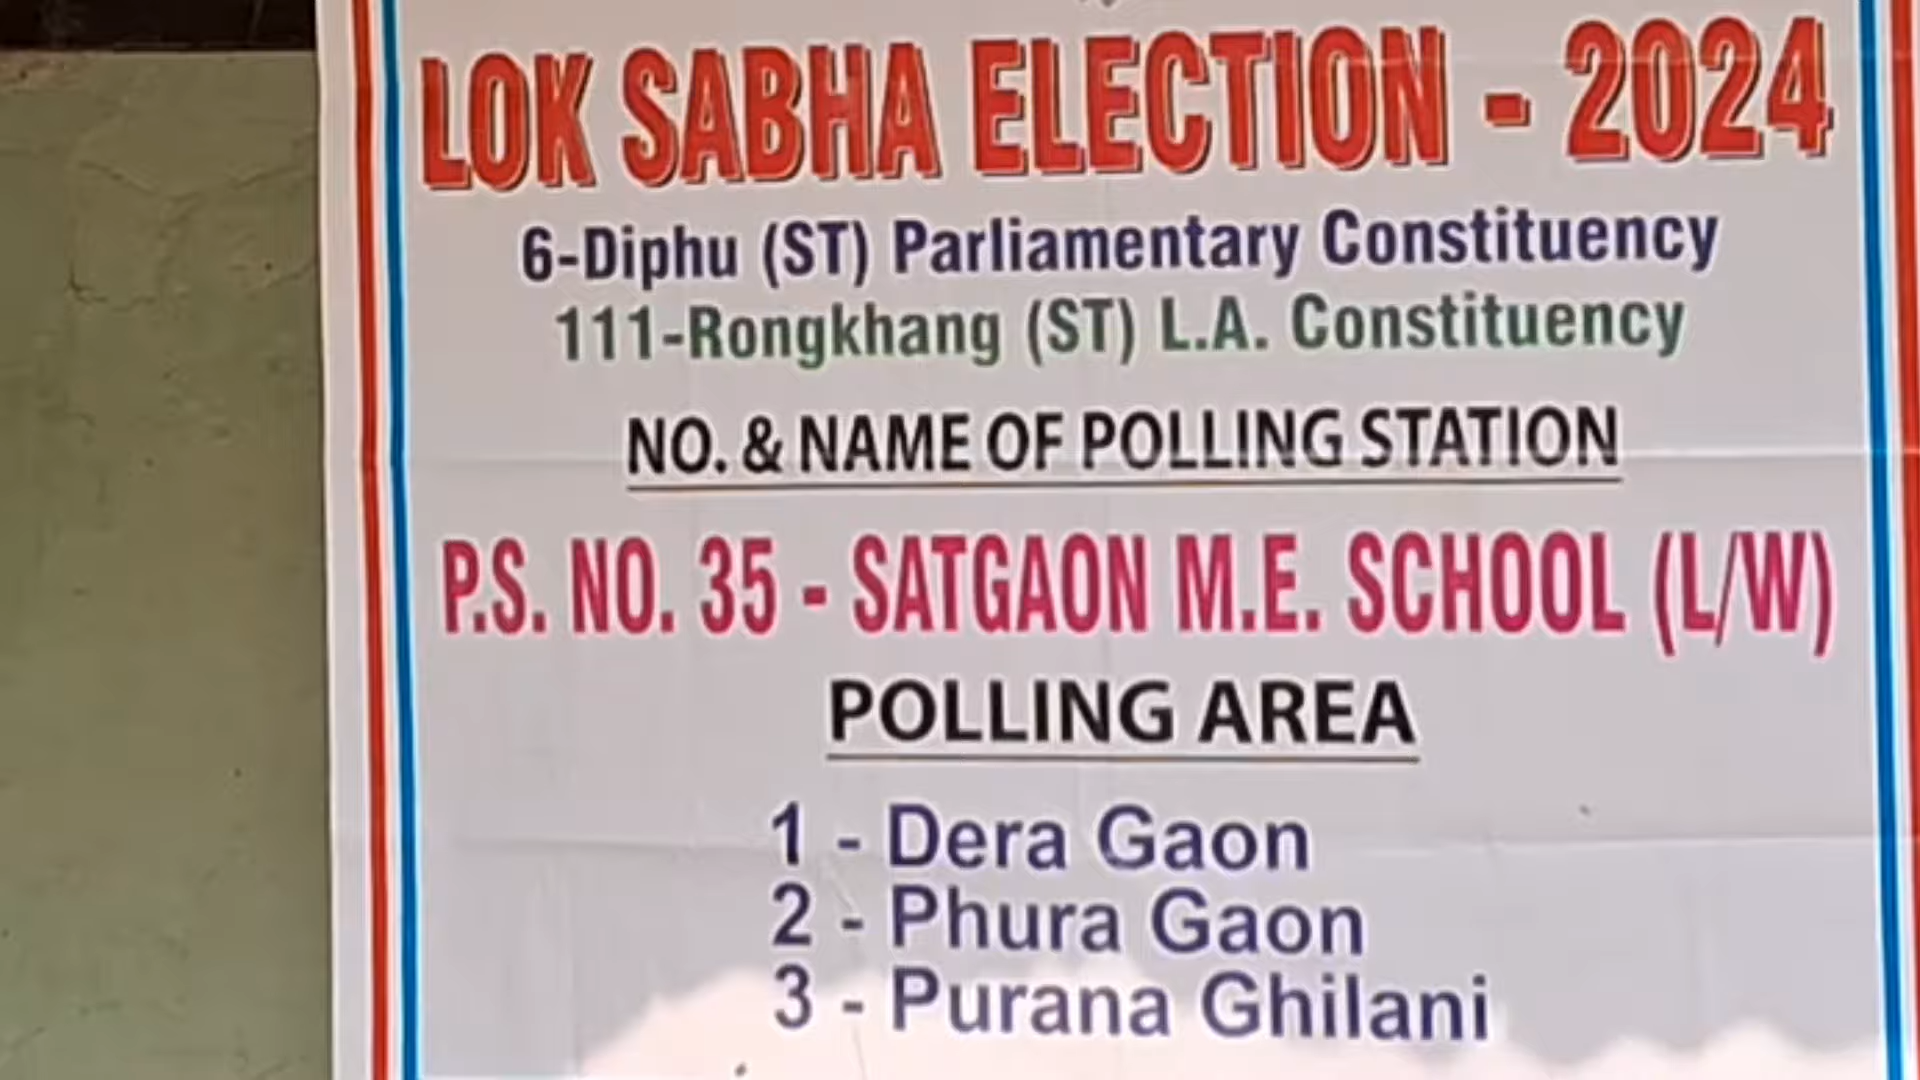 LOK SABHA ELECTION - 2024
6-Diphu (ST) Parliamentary Constituency
111-Rongkhang (ST) L.A. Constituency
NO. & NAME OF POLLING STATION
P.S. NO. 35 - SATGAON M.E. SCHOOL (L/W)
POLLING AREA
1 - Dera Gaon
2 - Phura Gaon
3 - Purana Ghilani